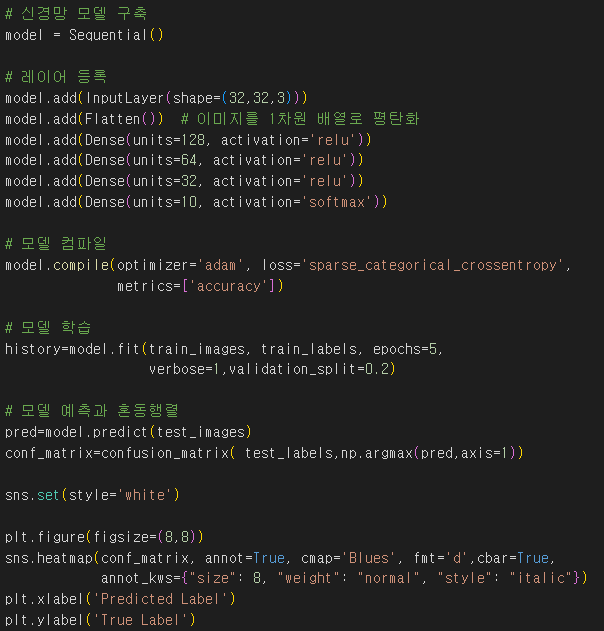 # 신경망 모델 구축
model = Sequential()
# 레이어 등록
model.add(InputLayer(shape=(32,32,3)))
model.add(Flatten())  # 이미지를 1차원 배열로 평탄화
model.add(Dense(units=128, activation='relu'))
model.add(Dense(units=64, activation='relu'))
model.add(Dense(units=32, activation='relu'))
model.add(Dense(units=10, activation='softmax'))
# 모델 컴파일
model.compile(optimizer='adam', loss='sparse_categorical_crossentropy',
metrics=['accuracy'])
# 모델 학습
history=model.fit(train_images, train_labels, epochs=5,
verbose=1,validation_split=0.2)
# 모델 예측과 혼동행렬
pred=model.predict(test_images)
conf_matrix=confusion_matrix( test_labels,np.argmax(pred,axis=1))
sns.set(style='white')
plt.figure(figsize=(8,8))
sns.heatmap(conf_matrix, annot=True, cmap='Blues', fmt='d',cbar=True,
annot_kws={"size": 8, "weight": "normal", "style": "italic"})
plt.xlabel('Predicted Label')
plt.ylabel('True Label')